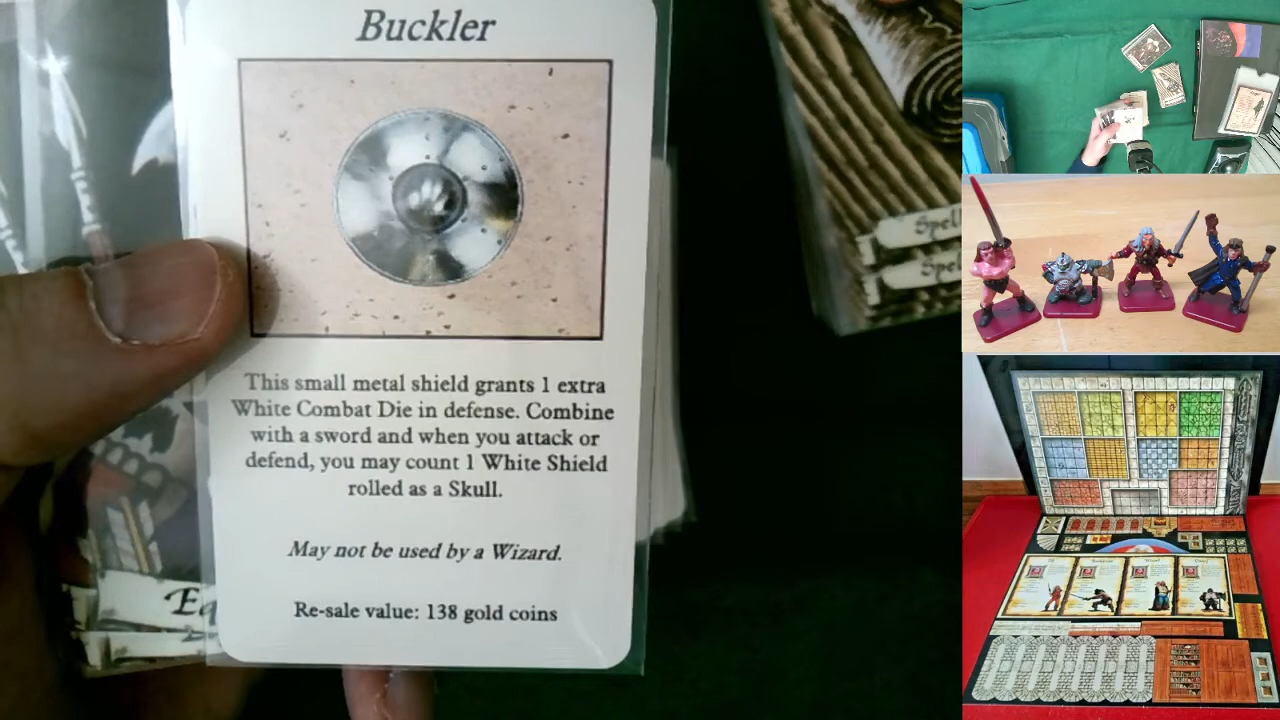 Buckler
This small metal shield grants 1 extra
White Combat Die in defense. Combine
with a sword and when you attack or
defend, you may count 1 White Shield
rolled as a Skull.
May not be used by a Wizard.
Re-sale value: 138 gold coins